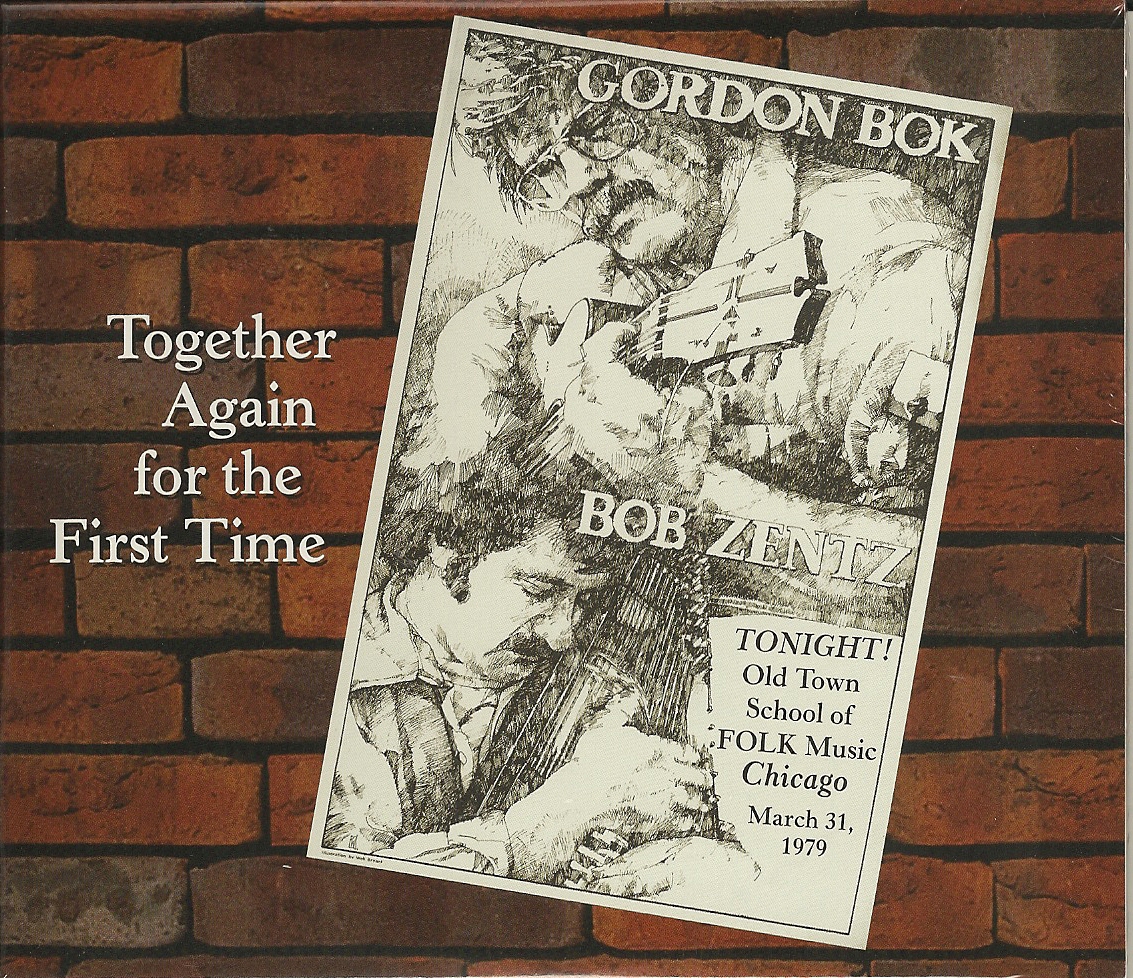 Together
Again
for the
First Time
GORDON BOK
BOB ZENTZ
TONIGHT!
Old Town
School of
FOLK Music
Chicago
March 31,
1979